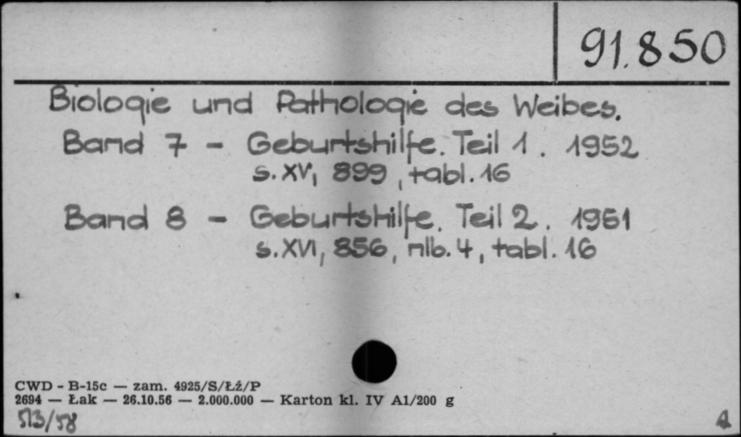 91.850
Biologie und Pathologie des Weibes.
Band 7 - Geburtshilfe. Teil 1. 1952
s. XV, 899, tabl. 16
Band 8 - Geburtshilfe. Teil 2. 1951
s. XVI, 856, nlb. 4, tabl. 16
CWD - B-15c — zam. 4925/S/Łż/P
2694 — Łak — 26.10.56 — 2.000.000 — Karton kl. IV A1/200 g
513/58